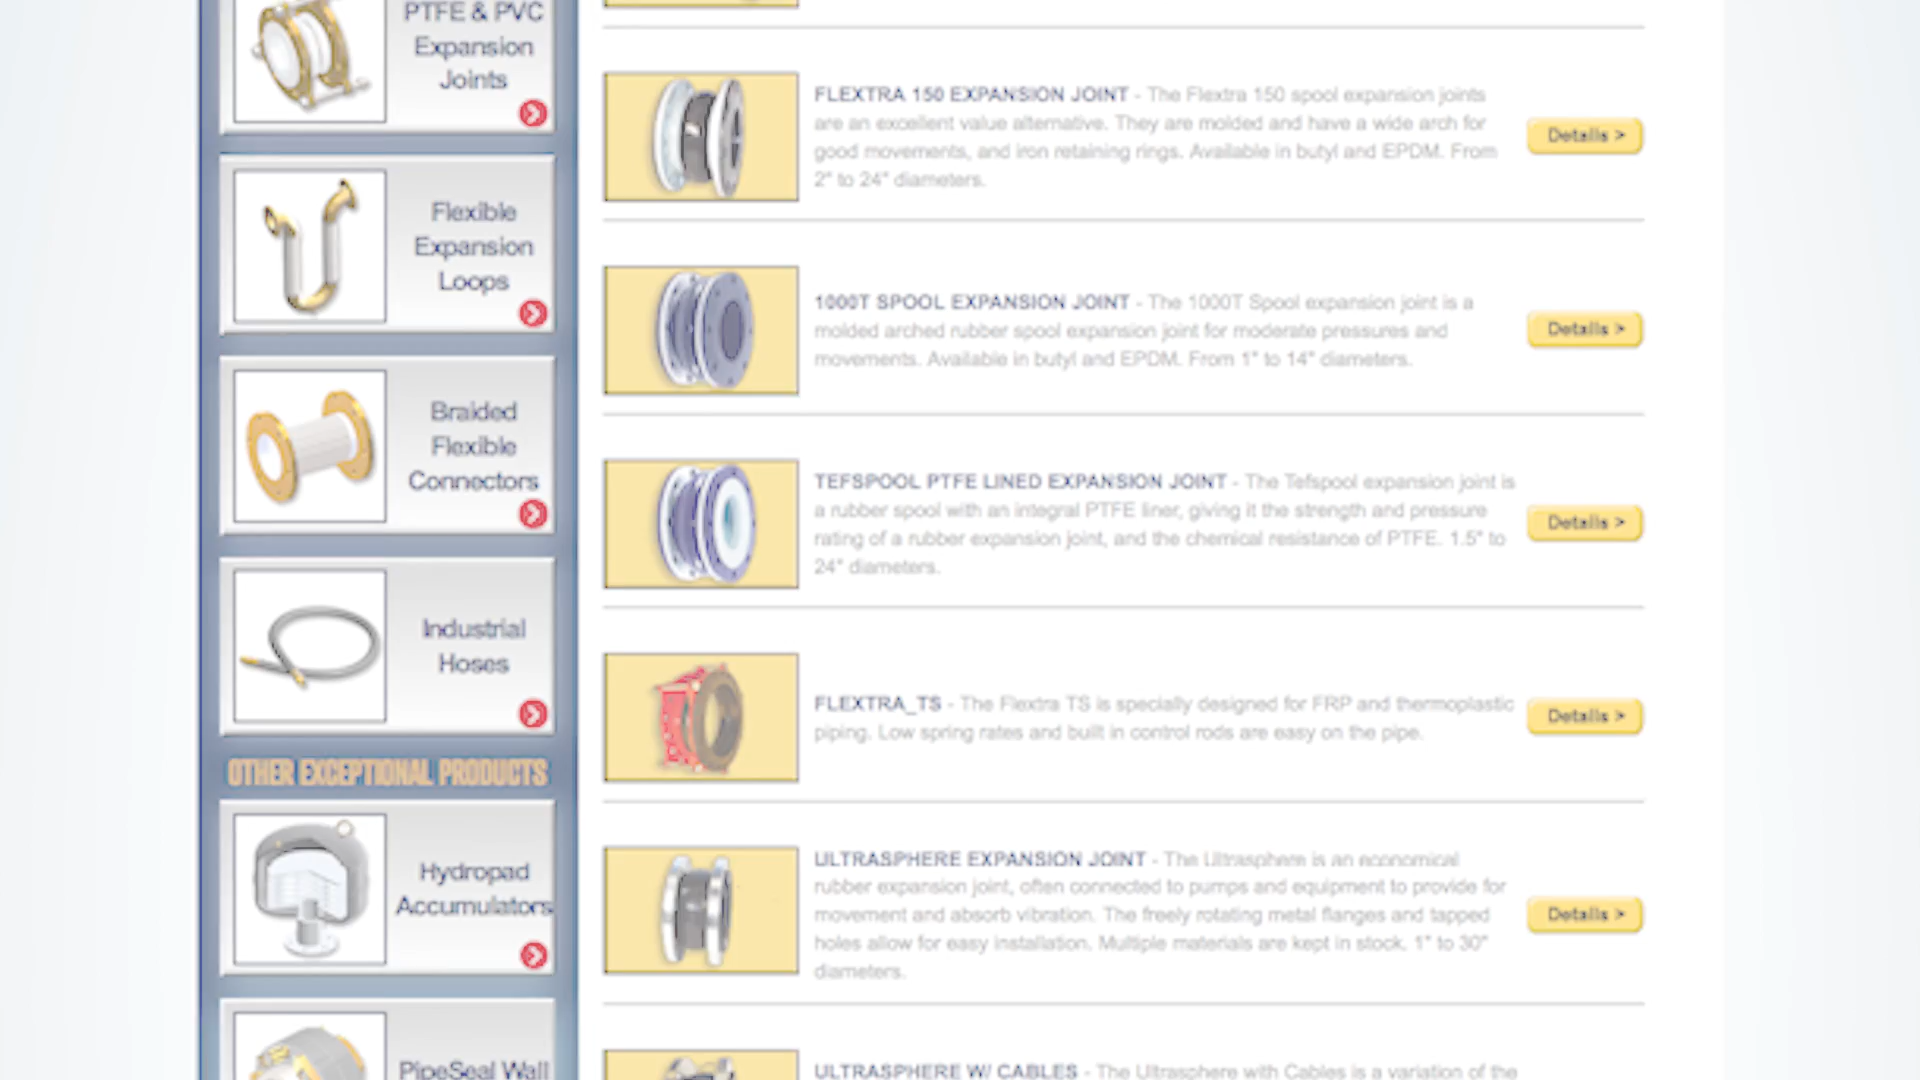 PTFE & PVC
Expansion
Joints
Flexible
Expansion
Loops
Braided
Flexible
Connectors
Industrial
Hoses
OTHER EXCEPTIONAL PRODUCTS
Hydropad
Accumulators
PipeSeal Wall
FLEXTRA 150 EXPANSION JOINT - The Flextra 150 spool expansion joints
are an excellent value alternative. They are molded and have a wide arch for
good movements, and iron retaining rings. Available in butyl and EPDM. From
2" to 24" diameters.
Details >
1000T SPOOL EXPANSION JOINT - The 1000T Spool expansion joint is a
molded arched rubber spool expansion joint for moderate pressures and
movements. Available in butyl and EPDM. From 1" to 14" diameters.
Details >
TEFSPOOL PTFE LINED EXPANSION JOINT - The Tefspool expansion joint is
a rubber spool with an integral PTFE liner, giving it the strength and pressure
rating of a rubber expansion joint, and the chemical resistance of PTFE. 1.5" to
24" diameters.
Details >
FLEXTRA_TS - The Flextra TS is specially designed for FRP and thermoplastic
piping. Low spring rates and built in control rods are easy on the pipe.
Details >
ULTRASPHERE EXPANSION JOINT - The Ultrasphere is an economical
rubber expansion joint, often connected to pumps and equipment to provide for
movement and absorb vibration. The freely rotating metal flanges and tapped
holes allow for easy installation. Multiple materials are kept in stock. 1" to 30"
diameters.
Details >
ULTRASPHERE W/ CABLES - The Ultrasphere with Cables is a variation of the